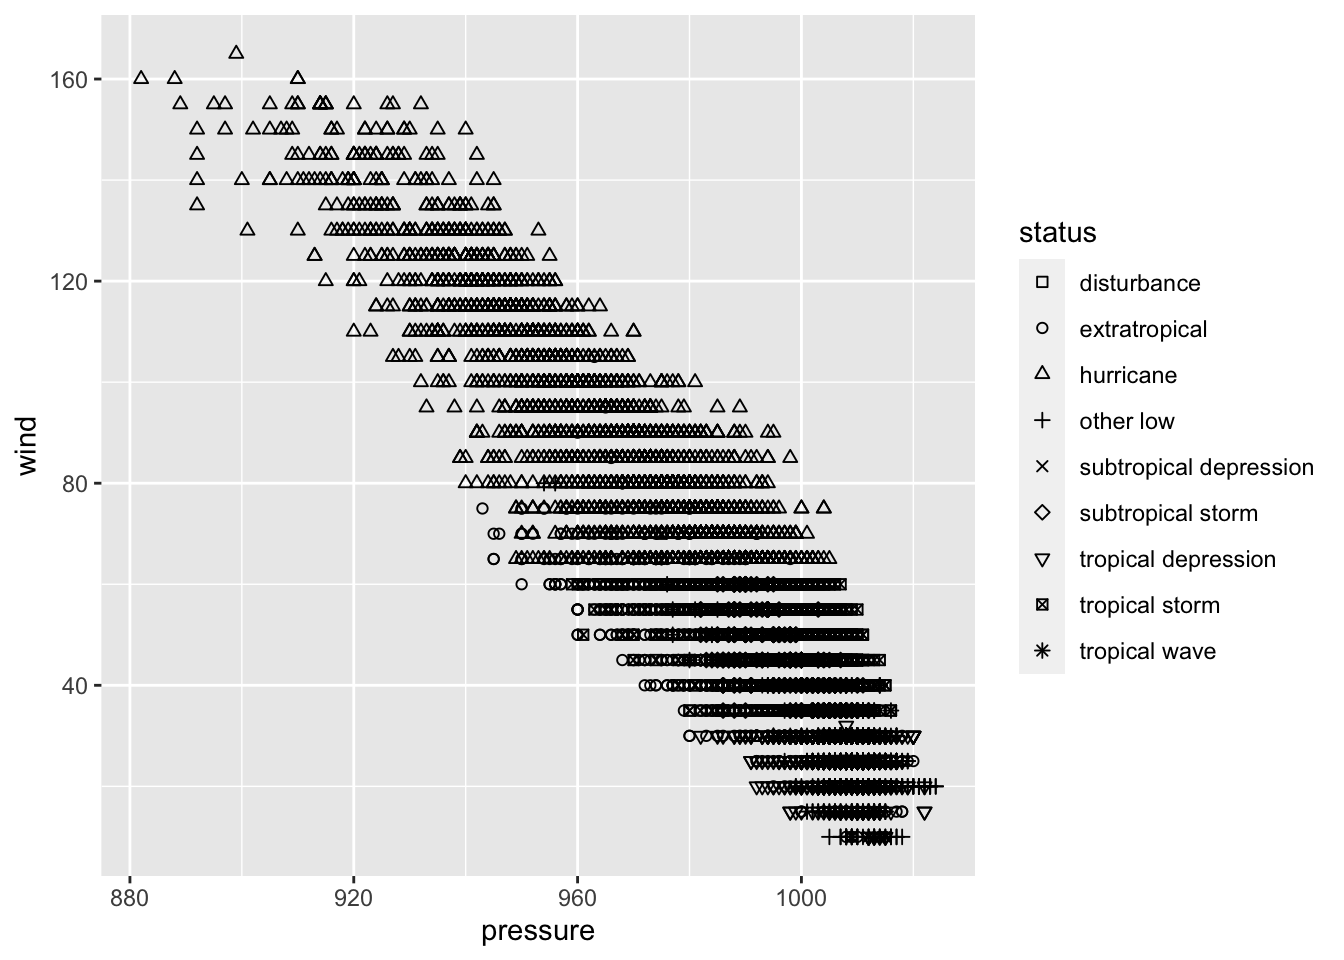 160
120
80
40
wind
880
920
960
1000
pressure
status
disturbance
extratropical
hurricane
other low
subtropical depression
subtropical storm
tropical depression
tropical storm
tropical wave